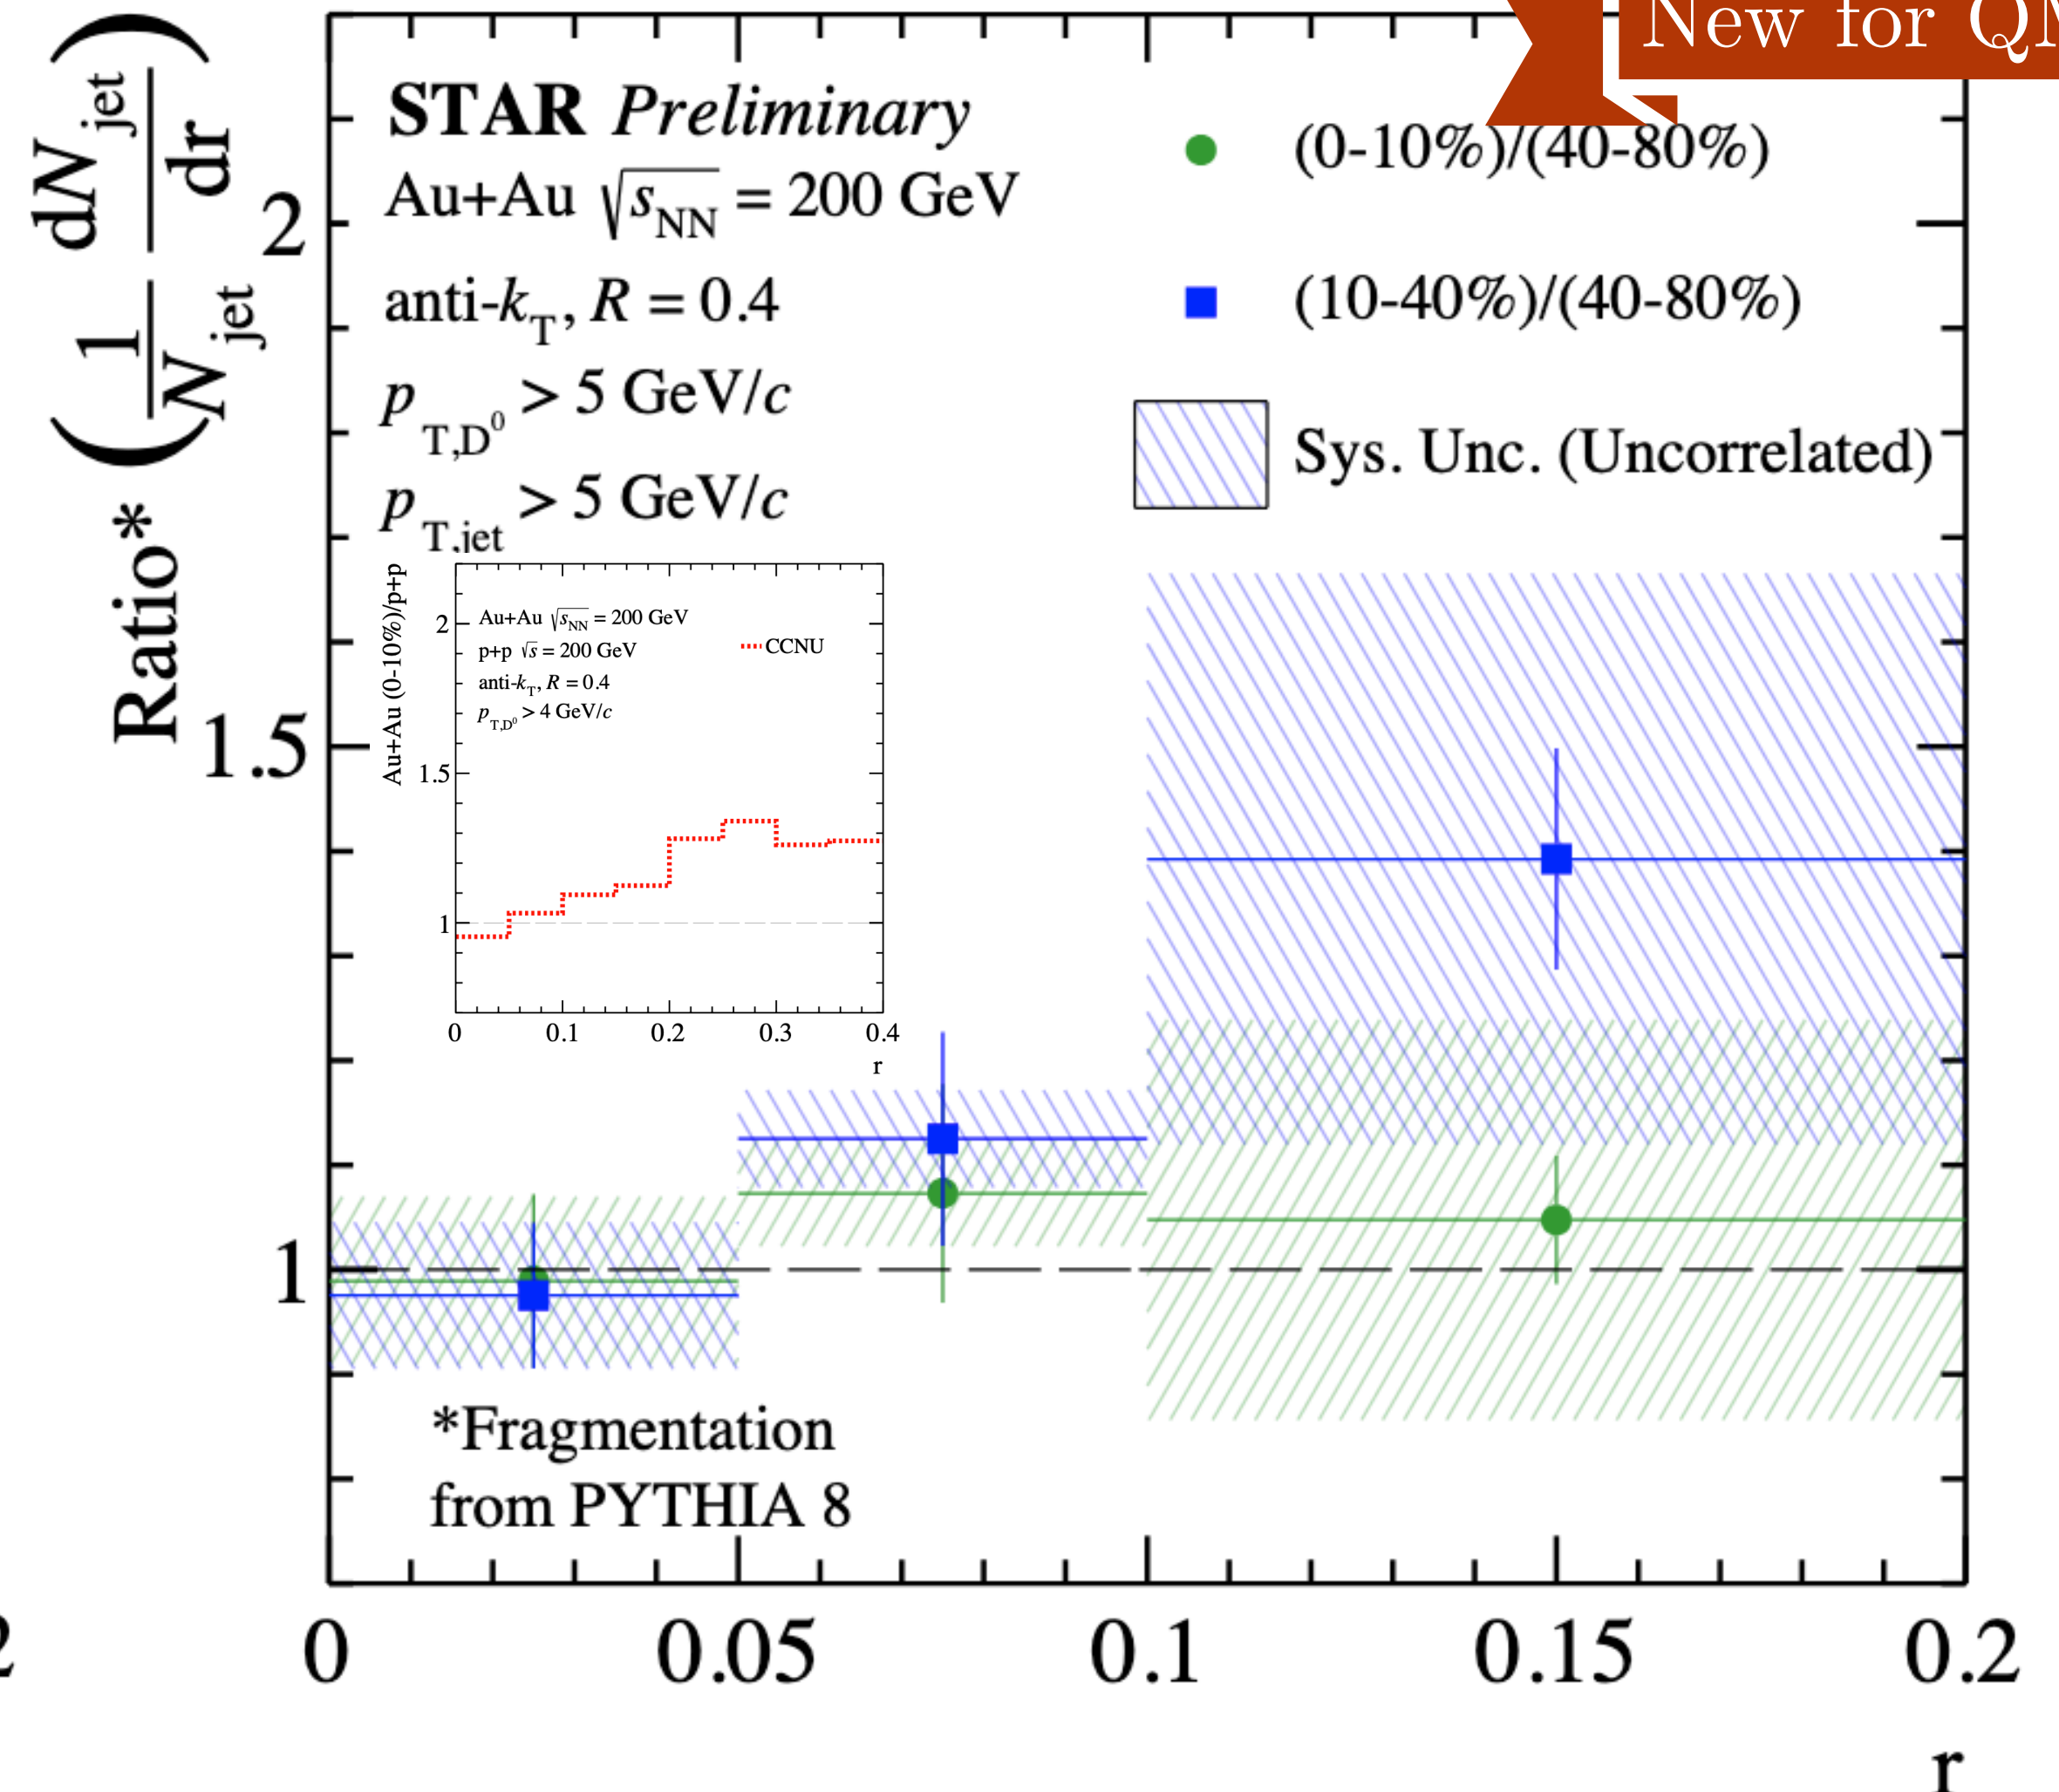 New for
STAR Preliminary
Au+Au √sNN = 200 GeV
anti-kT, R = 0.4
pT,D0 > 5 GeV/c
pT,jet > 5 GeV/c
(0-10%)/(40-80%)
(10-40%)/(40-80%)
Sys. Unc. (Uncorrelated)
Ratio* (1/Njet dNjet/dr)
2
1.5
1
Au+Au (0-10%)/p+p
Au+Au √sNN = 200 GeV
p+p √s = 200 GeV
anti-kT, R = 0.4
pT,D0 > 4 GeV/c
CCNU
2
1.5
1
0 0.1 0.2 0.3 0.4
r
*Fragmentation
from PYTHIA 8
2
0 0.05 0.1 0.15 0.2
r